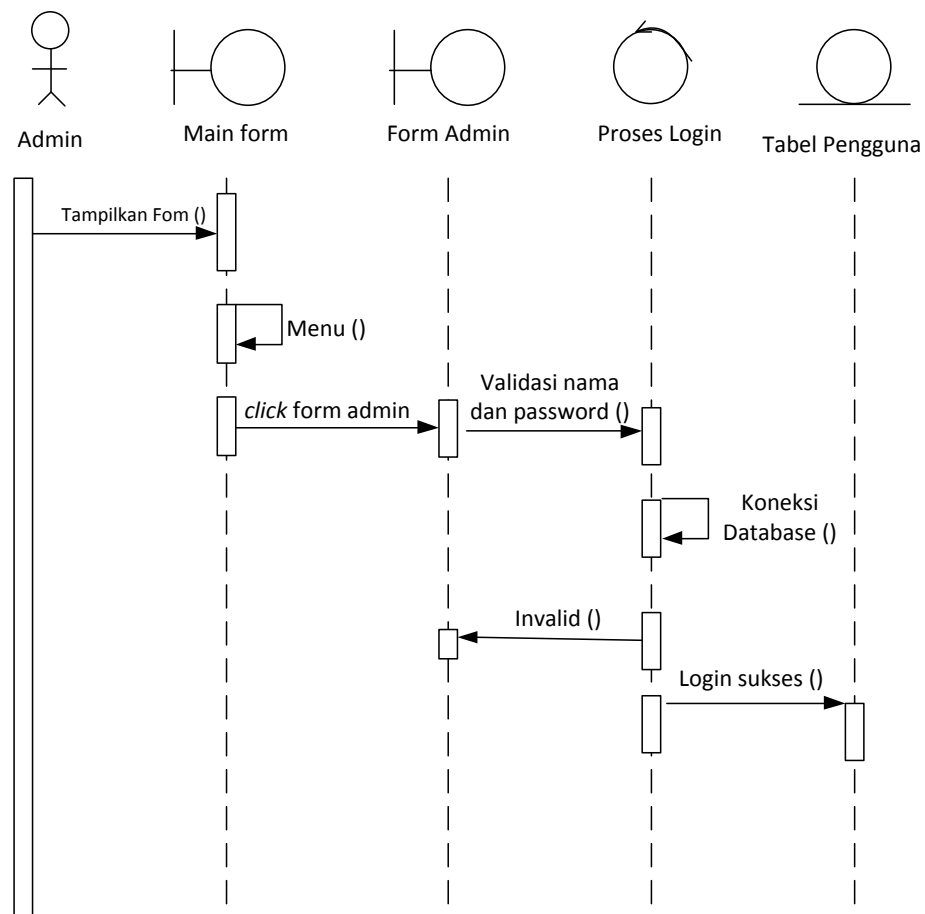 Admin
Main form
Form Admin
Proses Login
Tabel Pengguna
Tampilkan Fom ()
Menu ()
click form admin
Validasi nama
dan password ()
Koneksi
Database ()
Invalid ()
Login sukses ()